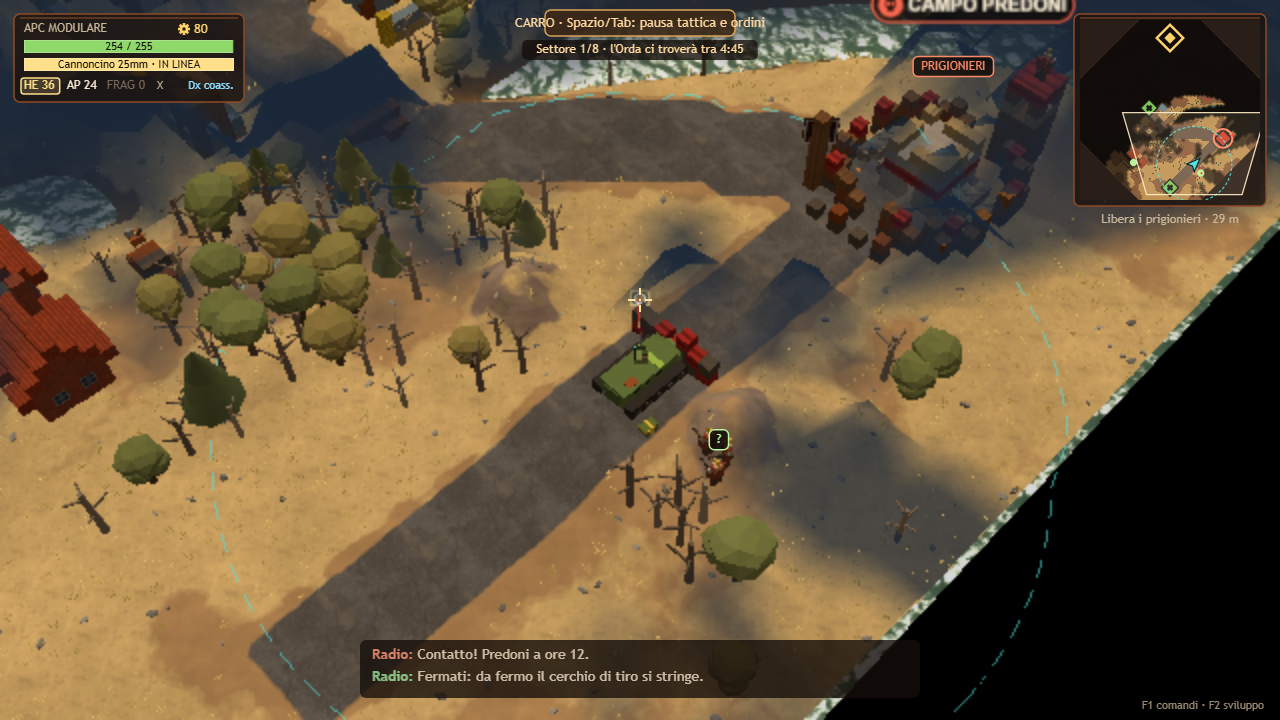 APC MODULARE 80
254 / 255
Cannoncino 25mm · IN LINEA
HE 36 AP 24 FRAG 0 X Dx coass.
CARRO · Spazio/Tab: pausa tattica e ordini
Settore 1/8 · l'Orda ci troverà tra 4:45
CAMPO PREDONI
PRIGIONIERI
Libera i prigionieri · 29 m
?
Radio: Contatto! Predoni a ore 12.
Radio: Fermati: da fermo il cerchio di tiro si stringe.
F1 comandi · F2 sviluppo